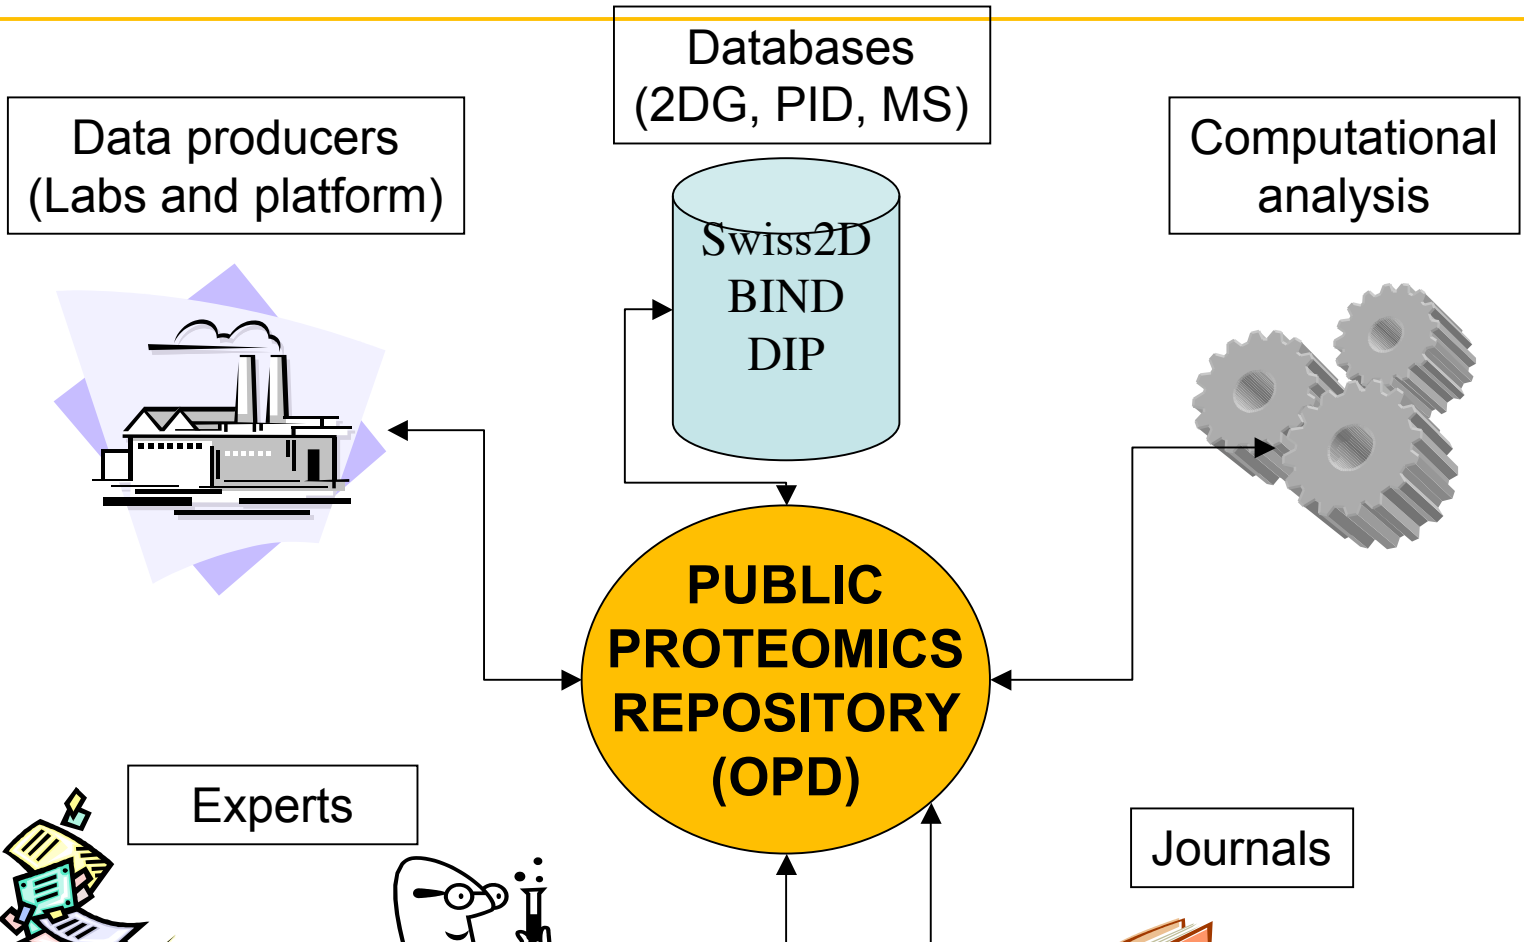 Databases
(2DG, PID, MS)
Data producers
(Labs and platform)
Computational
analysis
Swiss2D
BIND
DIP
PUBLIC
PROTEOMICS
REPOSITORY
(OPD)
Experts
Journals